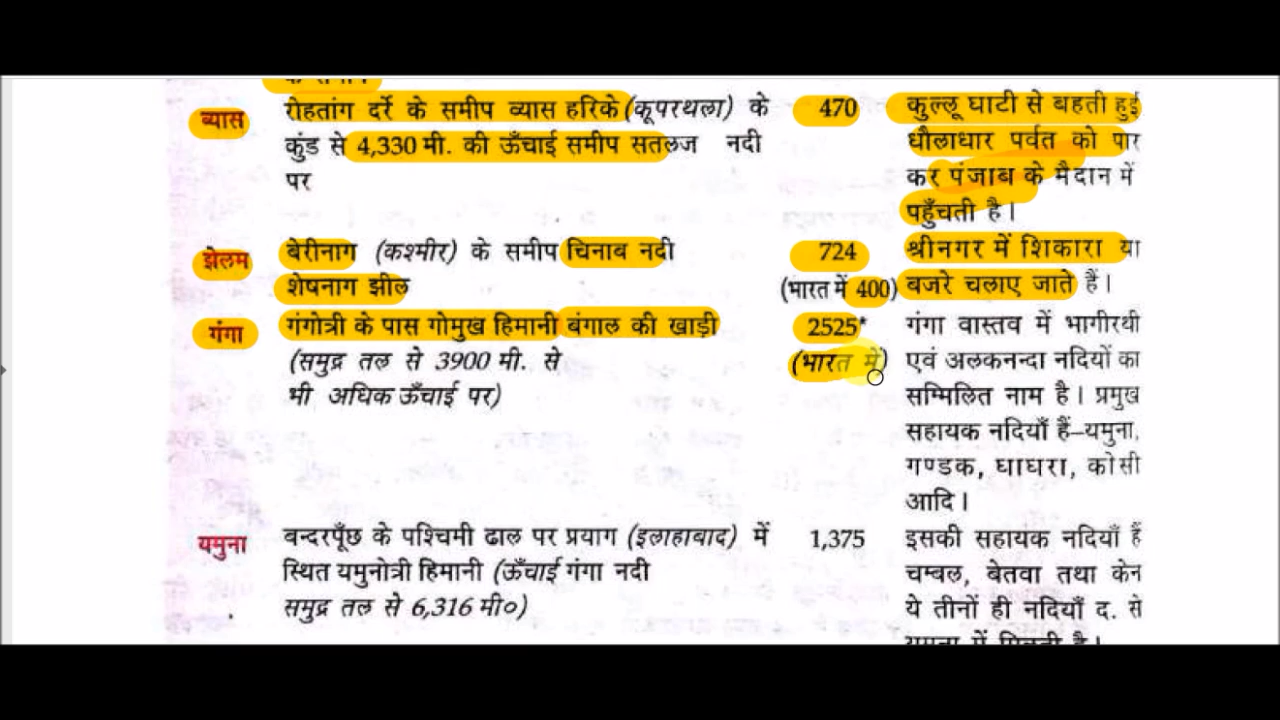 व्यास रोहतांग दर्रे के समीप व्यास हरिके (कूपरथला) के 470 कुल्लू घाटी से बहती हुई
कुंड से 4,330 मी. की ऊँचाई समीप सतलज नदी धौलाधार पर्वत को पार
पर कर पंजाब के मैदान में
पहुँचती है।
झेलम बेरीनाग (कश्मीर) के समीप चिनाब नदी 724 श्रीनगर में शिकारा या
शेषनाग झील (भारत में 400) बजरे चलाए जाते हैं।
गंगा गंगोत्री के पास गोमुख हिमानी बंगाल की खाड़ी 2525* गंगा वास्तव में भागीरथी
(समुद्र तल से 3900 मी. से (भारत में) एवं अलकनन्दा नदियों का
भी अधिक ऊँचाई पर) सम्मिलित नाम है। प्रमुख
सहायक नदियाँ हैं–यमुना,
गण्डक, घाघरा, कोसी
आदि।
यमुना बन्दरपूँछ के पश्चिमी ढाल पर प्रयाग (इलाहाबाद) में 1,375 इसकी सहायक नदियाँ हैं
स्थित यमुनोत्री हिमानी (ऊँचाई गंगा नदी चम्बल, बेतवा तथा केन
समुद्र तल से 6,316 मी०) ये तीनों ही नदियाँ द. से